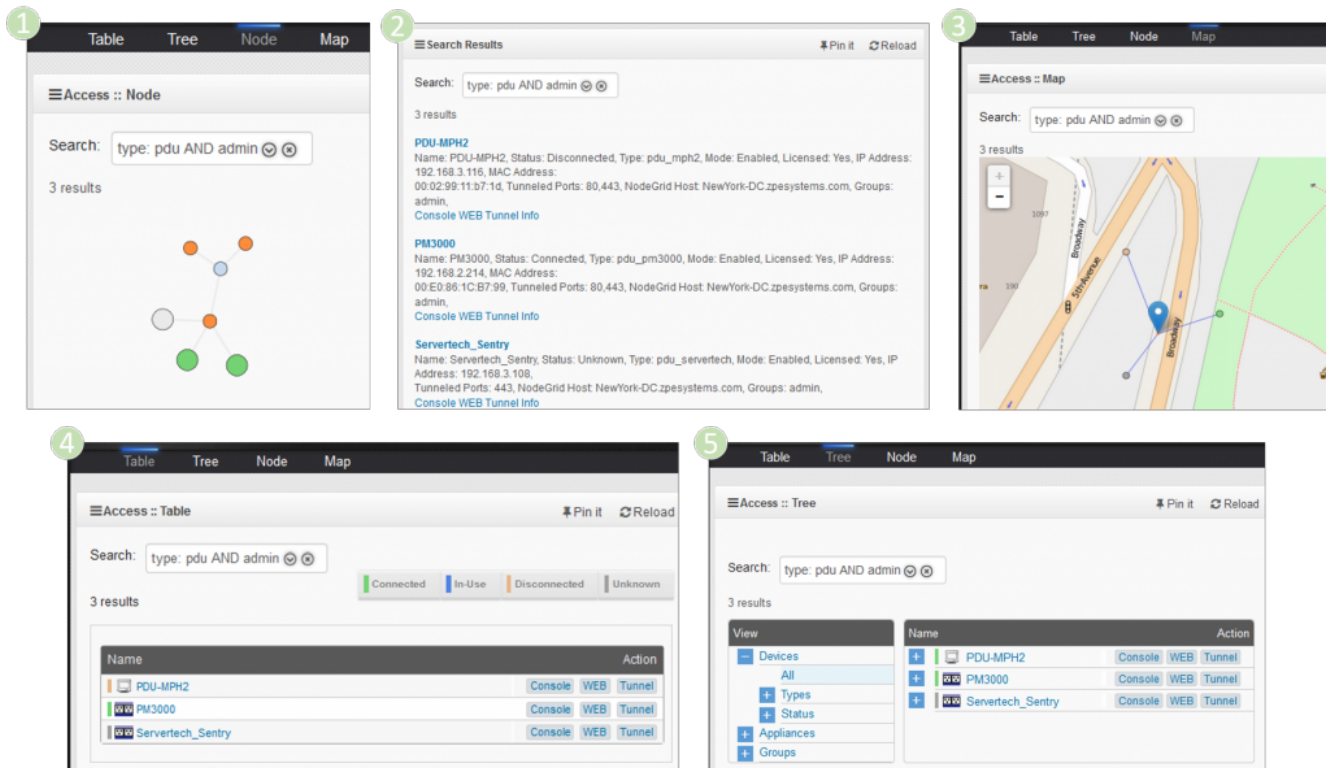 1
Table Tree Node Map
Access :: Node
Search: type: pdu AND admin
3 results
2
Search Results Pin it Reload
Search: type: pdu AND admin
3 results
PDU-MPH2
Name: PDU-MPH2, Status: Disconnected, Type: pdu_mph2, Mode: Enabled, Licensed: Yes, IP Address:
192.168.3.116, MAC Address:
00:02:99:11:b7:1d, Tunneled Ports: 80,443, NodeGrid Host: NewYork-DC.zpesystems.com, Groups:
admin,
Console WEB Tunnel Info
PM3000
Name: PM3000, Status: Connected, Type: pdu_pm3000, Mode: Enabled, Licensed: Yes, IP Address:
192.168.2.214, MAC Address:
00:E0:86:1C:B7:99, Tunneled Ports: 80,443, NodeGrid Host: NewYork-DC.zpesystems.com, Groups:
admin,
Console WEB Tunnel Info
Servertech_Sentry
Name: Servertech_Sentry, Status: Unknown, Type: pdu_servertech, Mode: Enabled, Licensed: Yes, IP
Address: 192.168.3.108,
Tunneled Ports: 443, NodeGrid Host: NewYork-DC.zpesystems.com, Groups: admin,
Console WEB Tunnel Info
3
Table Tree Node Map
Access :: Map
Search: type: pdu AND admin
3 results
+
-
1097
Broadway
190
5th Avenue
Broadway
4
Table Tree Node Map
Access :: Table Pin it Reload
Search: type: pdu AND admin
Connected In-Use Disconnected Unknown
3 results
Name Action
PDU-MPH2 Console WEB Tunnel
PM3000 Console WEB Tunnel
Servertech_Sentry Console WEB Tunnel
5
Table Tree Node Map
Access :: Tree Pin it Reload
Search: type: pdu AND admin
3 results
View
Devices
All
Types
Status
Appliances
Groups
Name Action
PDU-MPH2 Console WEB Tunnel
PM3000 Console WEB Tunnel
Servertech_Sentry Console WEB Tunnel